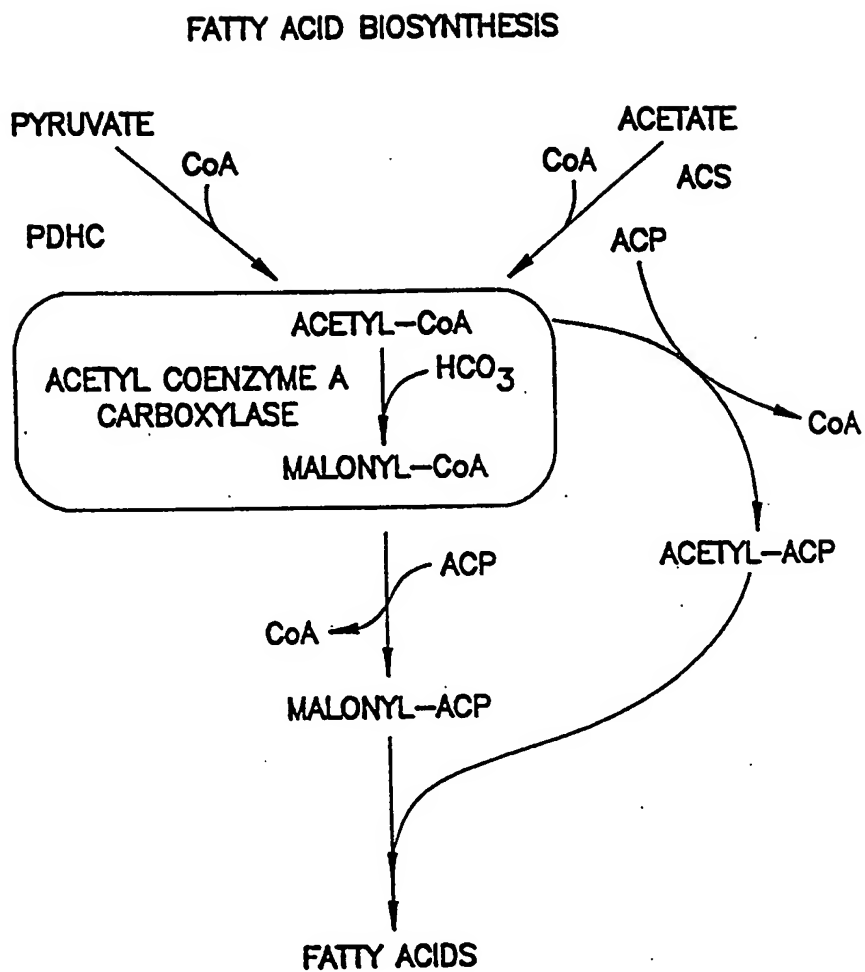 FATTY ACID BIOSYNTHESIS
PYRUVATE
ACETATE
CoA
CoA
ACS
PDHC
ACP
ACETYL-CoA
ACETYL COENZYME A
CARBOXYLASE
HCO3
CoA
MALONYL-CoA
ACP
ACETYL-ACP
CoA
MALONYL-ACP
FATTY ACIDS